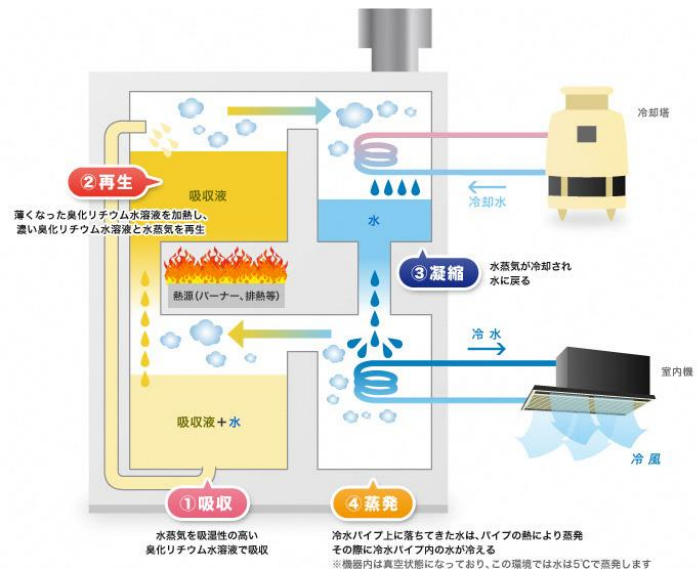 冷却塔
②再生
吸収液
薄くなった臭化リチウム水溶液を加熱し、
濃い臭化リチウム水溶液と水蒸気を再生
冷却水
水
③凝縮
水蒸気が冷却され
水に戻る
熱源(バーナー、排熱等)
冷水
室内機
吸収液+水
冷風
①吸収
④蒸発
水蒸気を吸湿性の高い
臭化リチウム水溶液で吸収
冷水パイプ上に落ちてきた水は、パイプの熱により蒸発
その際に冷水パイプ内の水が冷える
※機器内は真空状態になっており、この環境では水は5℃で蒸発します